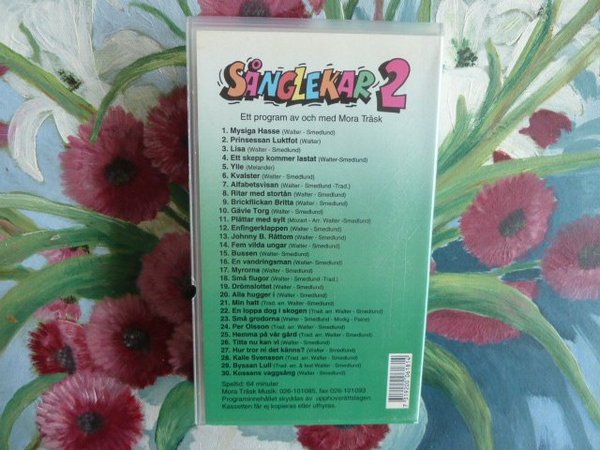 SÅNGLEKAR 2
Ett program av och med Mora Träsk
1. Mysiga Hasse (Walter - Smedlund)
2. Prinsessan Luktfot (Walter)
3. Lisa (Walter - Smedlund)
4. Ett skepp kommer lastat (Walter-Smedlund)
5. Ylle (Melander)
6. Kvalster (Walter - Smedlund)
7. Alfabetsvisan (Walter - Smedlund -Trad.)
8. Ritar med stortån (Walter - Smedlund)
9. Brickflickan Britta (Walter - Smedlund)
10. Gävle Torg (Walter - Smedlund)
11. Plättar med sylt (Mozart - Arr. Walter -Smedlund)
12. Enfingerklappen (Walter - Smedlund)
13. Johnny B. Råttom (Walter - Smedlund)
14. Fem vilda ungar (Walter - Smedlund)
15. Bussen (Walter - Smedlund)
16. En vandringsman (Walter - Smedlund)
17. Myrorna (Walter - Smedlund)
18. Små flugor (Walter - Smedlund -Trad.)
19. Drömslottet (Walter - Smedlund)
20. Alla hugger i (Walter - Smedlund)
21. Min hatt (Trad. arr. Walter - Smedlund)
22. En loppa dog i skogen (Trad. arr. Walter - Smedlund)
23. Små grodorna (Walter - Smedlund - Modig - Palne)
24. Per Olsson (Trad. arr. Walter - Smedlund)
25. Hemma på vår gård (Trad. arr. Walter - Smedlund)
26. Titta nu kan vi (Walter - Smedlund)
27. Hur tror ni det känns? (Walter - Smedlund)
28. Kalle Svensson (Trad. arr. Walter - Smedlund)
29. Byssan Lull (Trad. arr. & text Walter - Smedlund)
30. Kossans vaggsång (Walter - Smedlund)
Speltid: 64 minuter
Mora Träsk Musik: 026-101085, fax 026-101093
Programinnehållet skyddas av upphovsrättslagen.
Kassetten får ej kopieras eller uthyras.